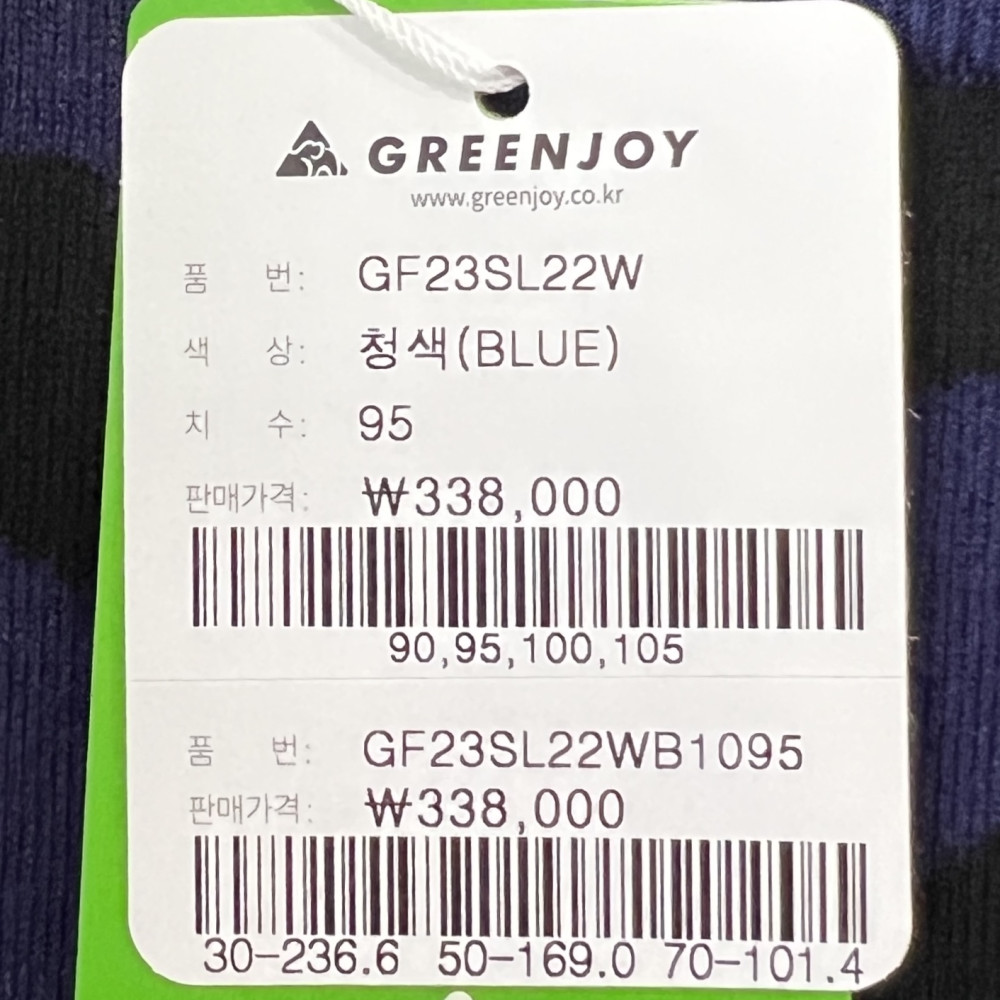 GREENJOY
www.greenjoy.co.kr
품 번: GF23SL22W
색 상: 청색(BLUE)
치 수: 95
판매가격: ₩338,000
90,95,100,105
품 번: GF23SL22WB1095
판매가격: ₩338,000
30-236.6 50-169.0 70-101.4